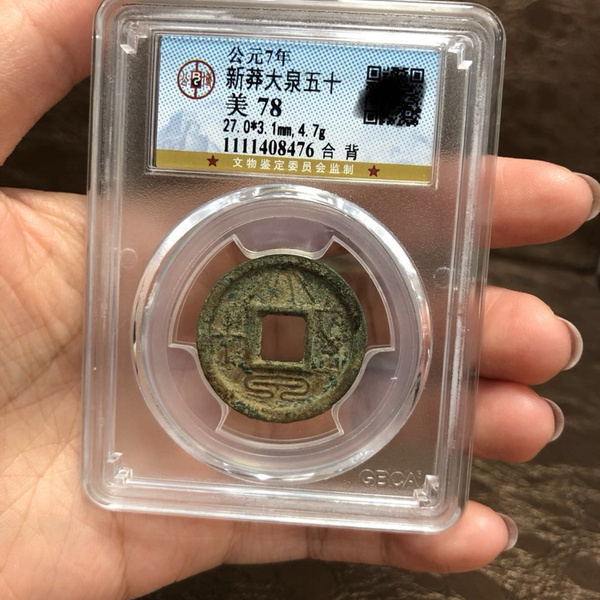 公元7年
新莽大泉五十
美 78
27.0*3.1mm, 4.7g
1111408476 合 背
文物鉴定委员会监制
GBCA